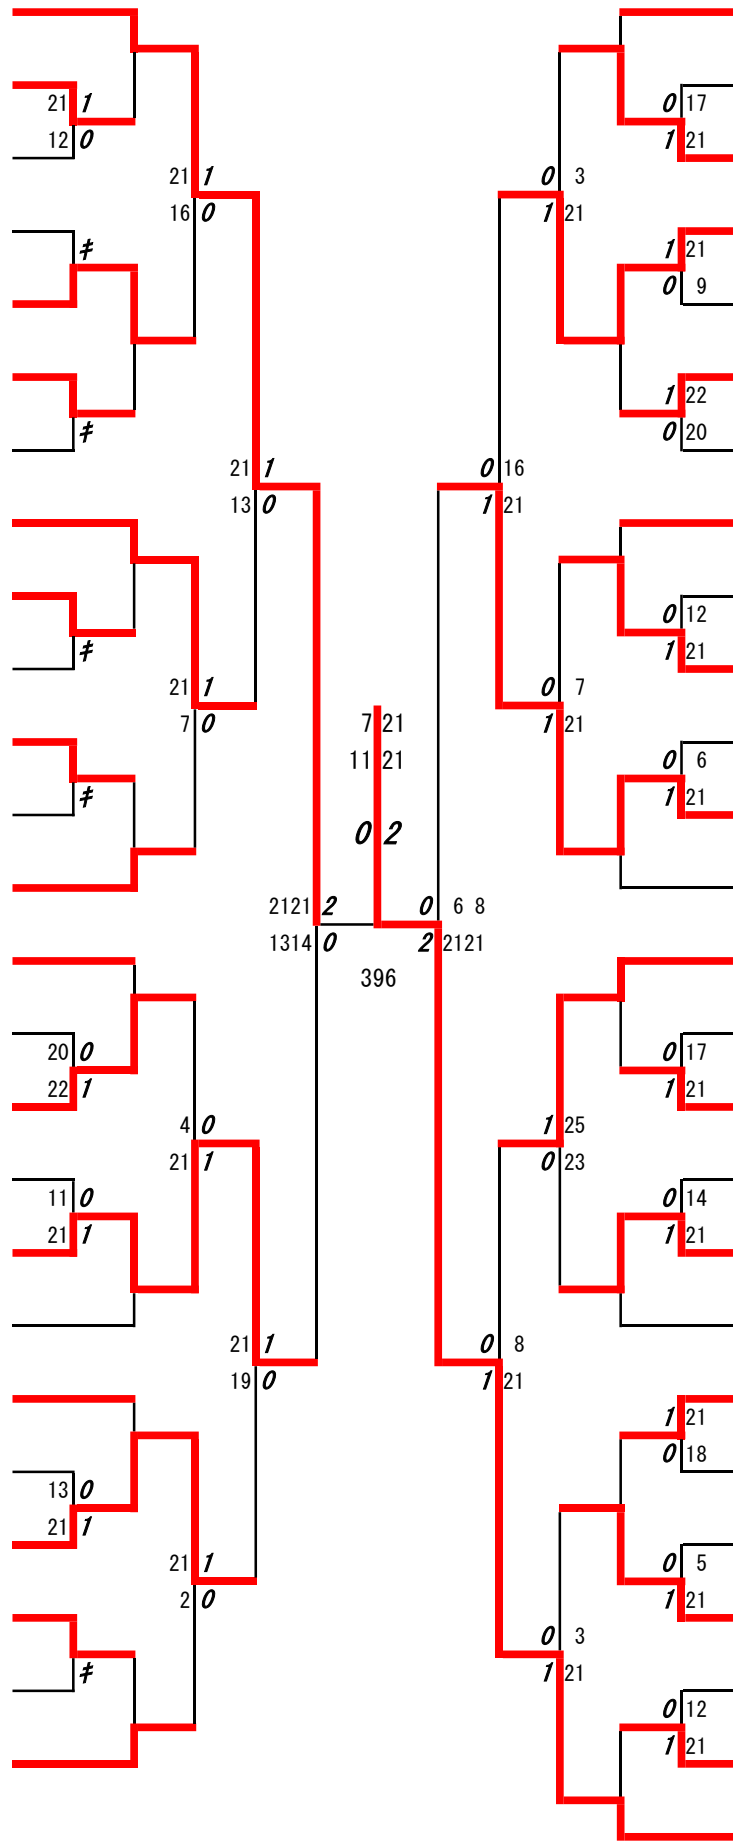 21 1 0 17
12 0 1 21
21 1 0 3
16 0 1 21
≠ 1 21
0 9
1 22
≠ 0 20
21 1 0 16
13 0 1 21
0 12
≠ 1 21
21 1 0 7
7 0 7 21 1 21
11 21 0 6
≠ 1 21
0 2
2121 2 0 6 8
1314 0 2 2121
396
20 0 0 17
22 1 1 21
4 0 1 25
21 1 0 23
11 0 0 14
21 1 1 21
21 1 0 8
19 0 1 21
1 21
0 18
13 0
21 1
21 1 0 5
2 0 1 21
0 3
≠ 1 21
0 12
1 21